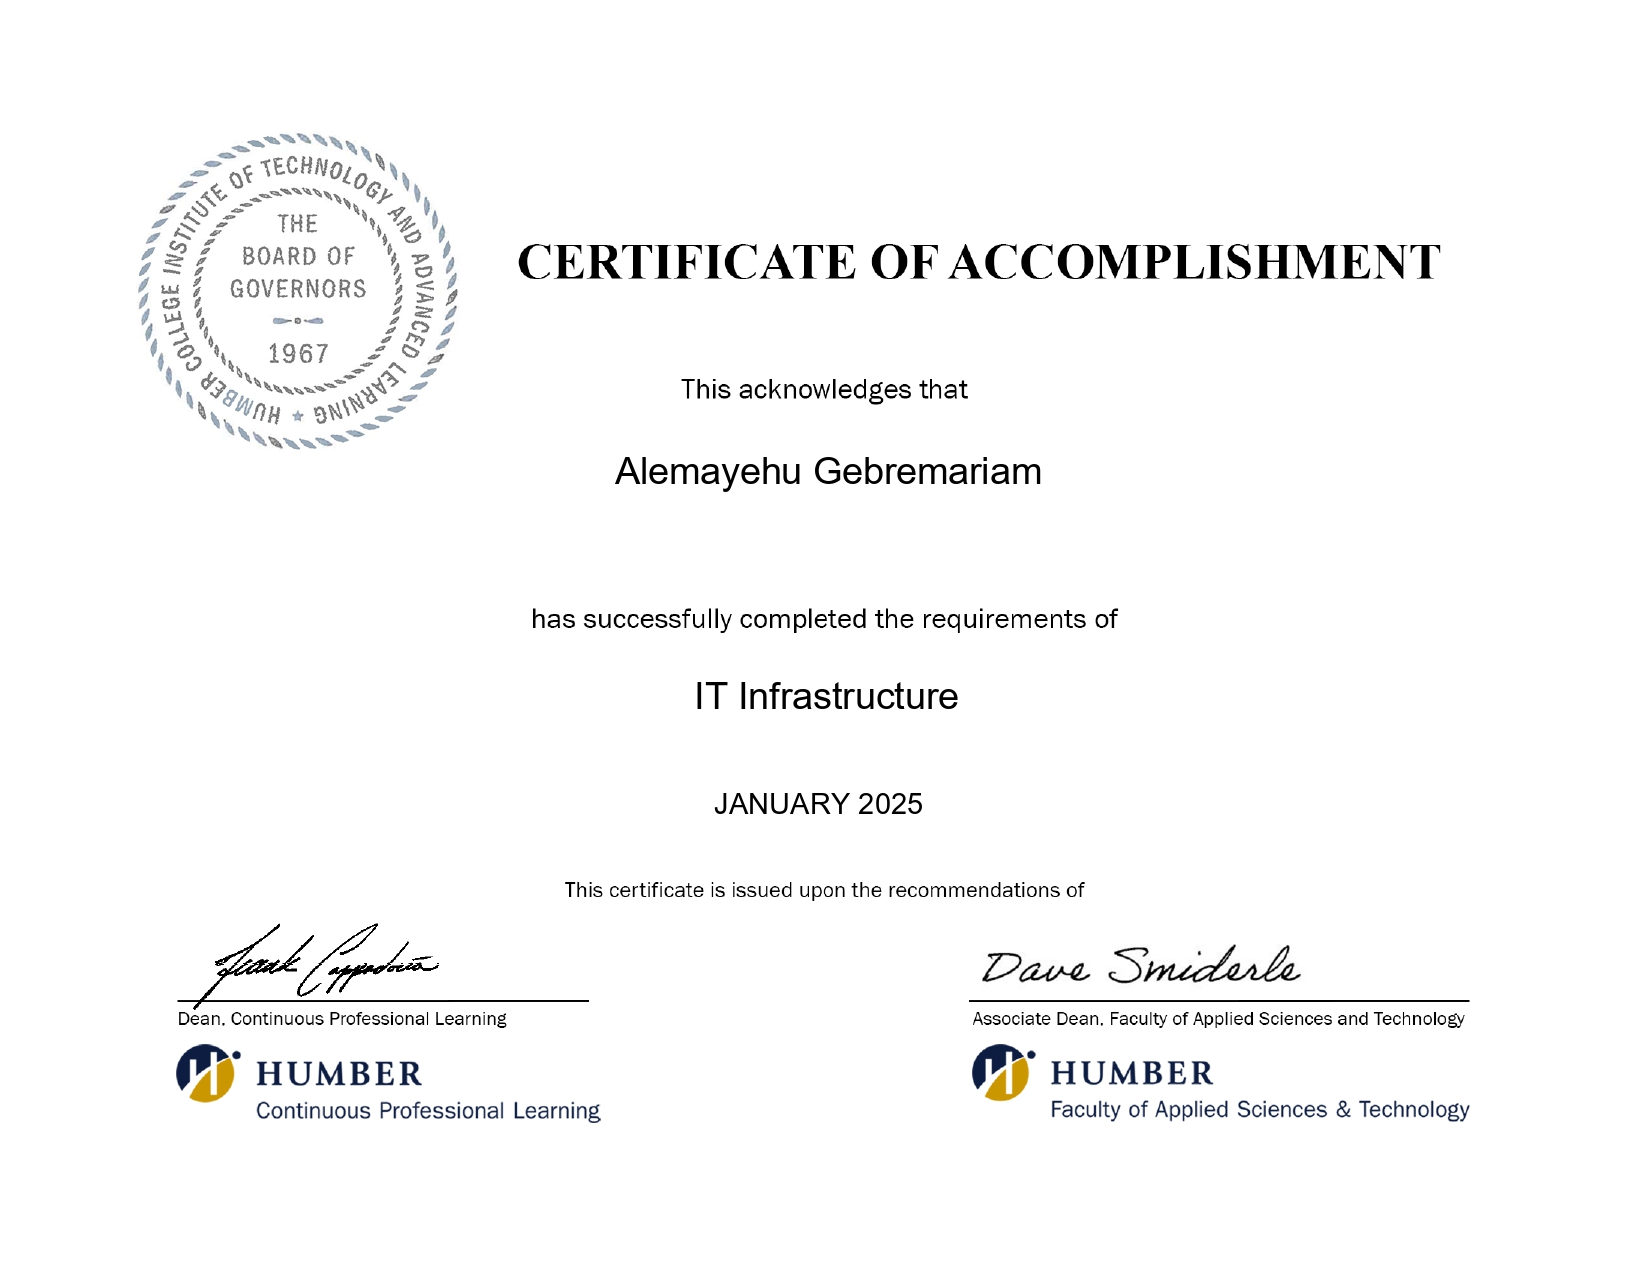 HUMBER COLLEGE INSTITUTE OF TECHNOLOGY AND ADVANCED LEARNING
THE
BOARD OF
GOVERNORS
1967
CERTIFICATE OF ACCOMPLISHMENT
This acknowledges that
Alemayehu Gebremariam
has successfully completed the requirements of
IT Infrastructure
JANUARY 2025
This certificate is issued upon the recommendations of
Frank Cappadocia
Dave Smiderle
Dean, Continuous Professional Learning
Associate Dean, Faculty of Applied Sciences and Technology
HUMBER
Continuous Professional Learning
HUMBER
Faculty of Applied Sciences & Technology